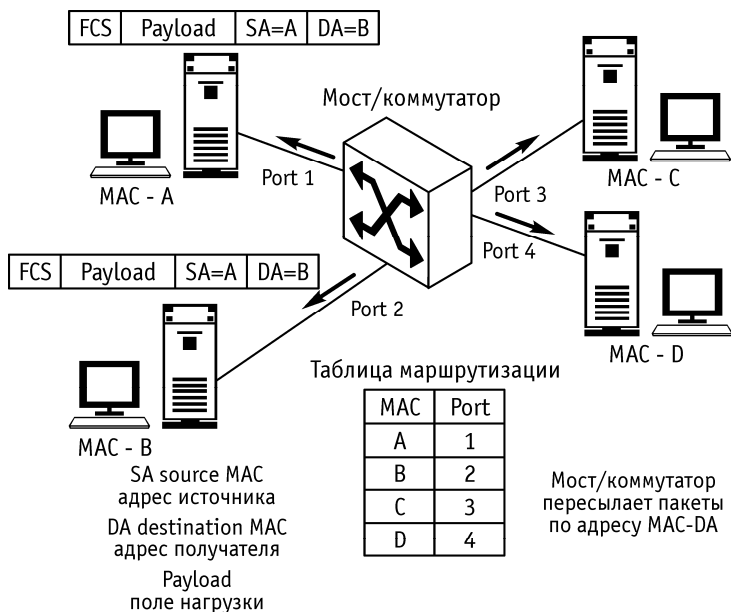 FCS Payload SA=A DA=B
Мост/коммутатор
Port 1
MAC - A
Port 3
MAC - C
Port 4
FCS Payload SA=A DA=B
Port 2
MAC - D
MAC - B
Таблица маршрутизации
MAC Port
A 1
B 2
C 3
D 4
SA source MAC
адрес источника
DA destination MAC
адрес получателя
Payload
поле нагрузки
Мост/коммутатор
пересылает пакеты
по адресу MAC-DA